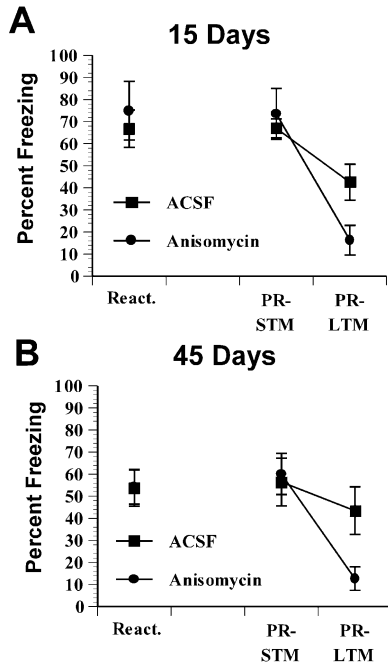 A
15 Days
Percent Freezing
100
90
80
70
60
50
40
30
20
10
0
ACSF
Anisomycin
React.
PR-
STM
PR-
LTM
B
45 Days
Percent Freezing
100
90
80
70
60
50
40
30
20
10
0
ACSF
Anisomycin
React.
PR-
STM
PR-
LTM